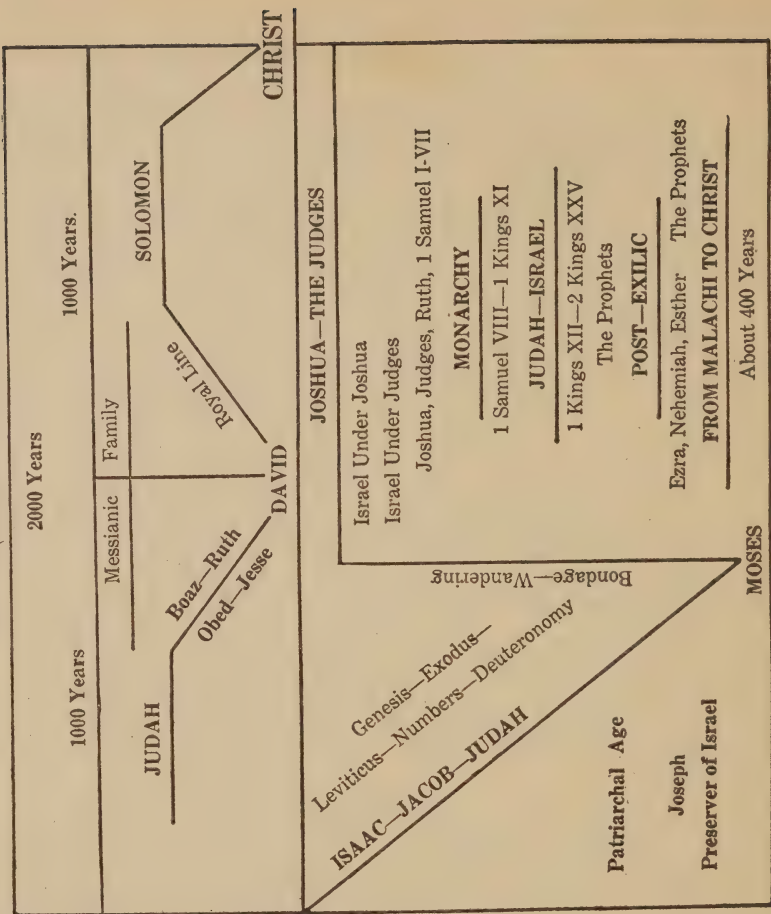 2000 Years
1000 Years
1000 Years.
Messianic
Family
JUDAH
Boaz—Ruth
Obed—Jesse
DAVID
Royal Line
SOLOMON
CHRIST
ISAAC—JACOB—JUDAH
Genesis—Exodus—
Leviticus—Numbers—Deuteronomy
Patriarchal Age
Joseph
Preserver of Israel
MOSES
Bondage—Wandering
JOSHUA—THE JUDGES
Israel Under Joshua
Israel Under Judges
Joshua, Judges, Ruth, 1 Samuel I-VII
MONARCHY
1 Samuel VIII—1 Kings XI
JUDAH—ISRAEL
1 Kings XII—2 Kings XXV
The Prophets
POST—EXILIC
Ezra, Nehemiah, Esther The Prophets
FROM MALACHI TO CHRIST
About 400 Years